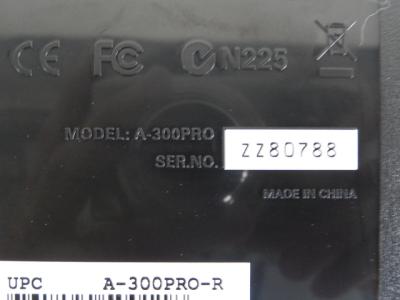 CE FC N225
MODEL: A-300PRO
SER.NO. ZZ80788
MADE IN CHINA
UPC A-300PRO-R